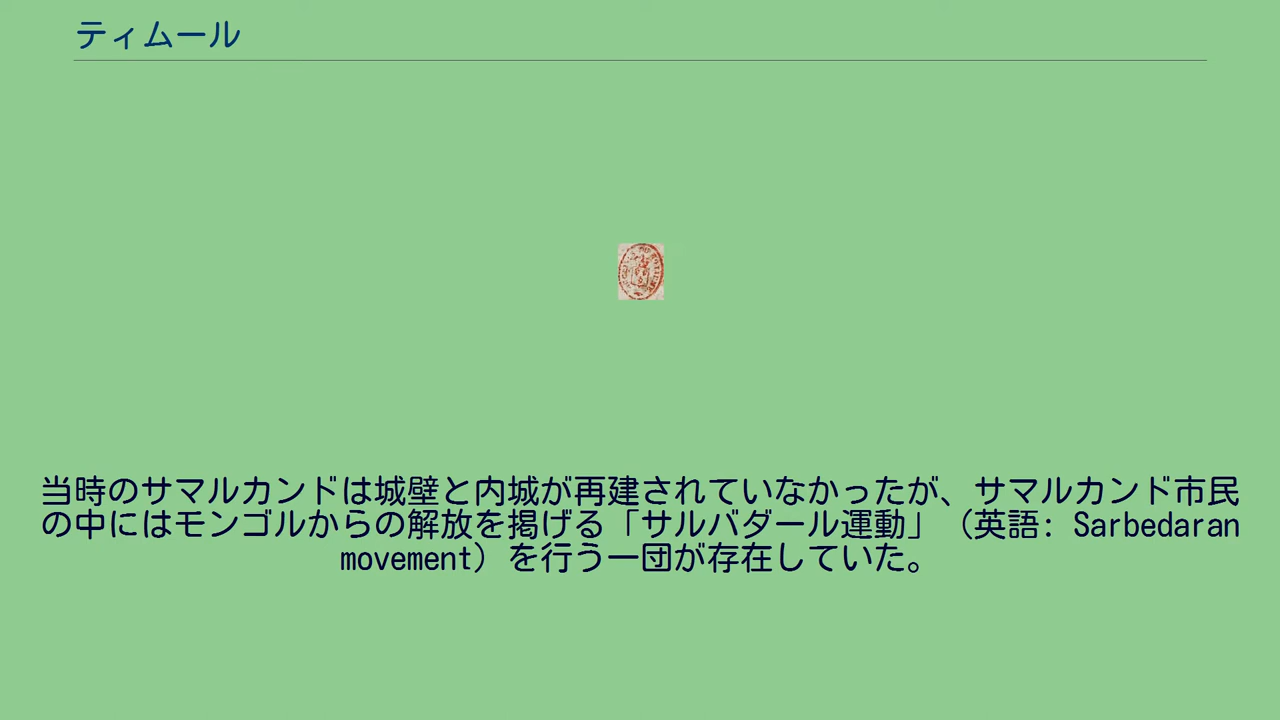 ティムール
当時のサマルカンドは城壁と内城が再建されていなかったが、サマルカンド市民
の中にはモンゴルからの解放を掲げる「サルバダール運動」（英語: Sarbedaran
movement）を行う一団が存在していた。